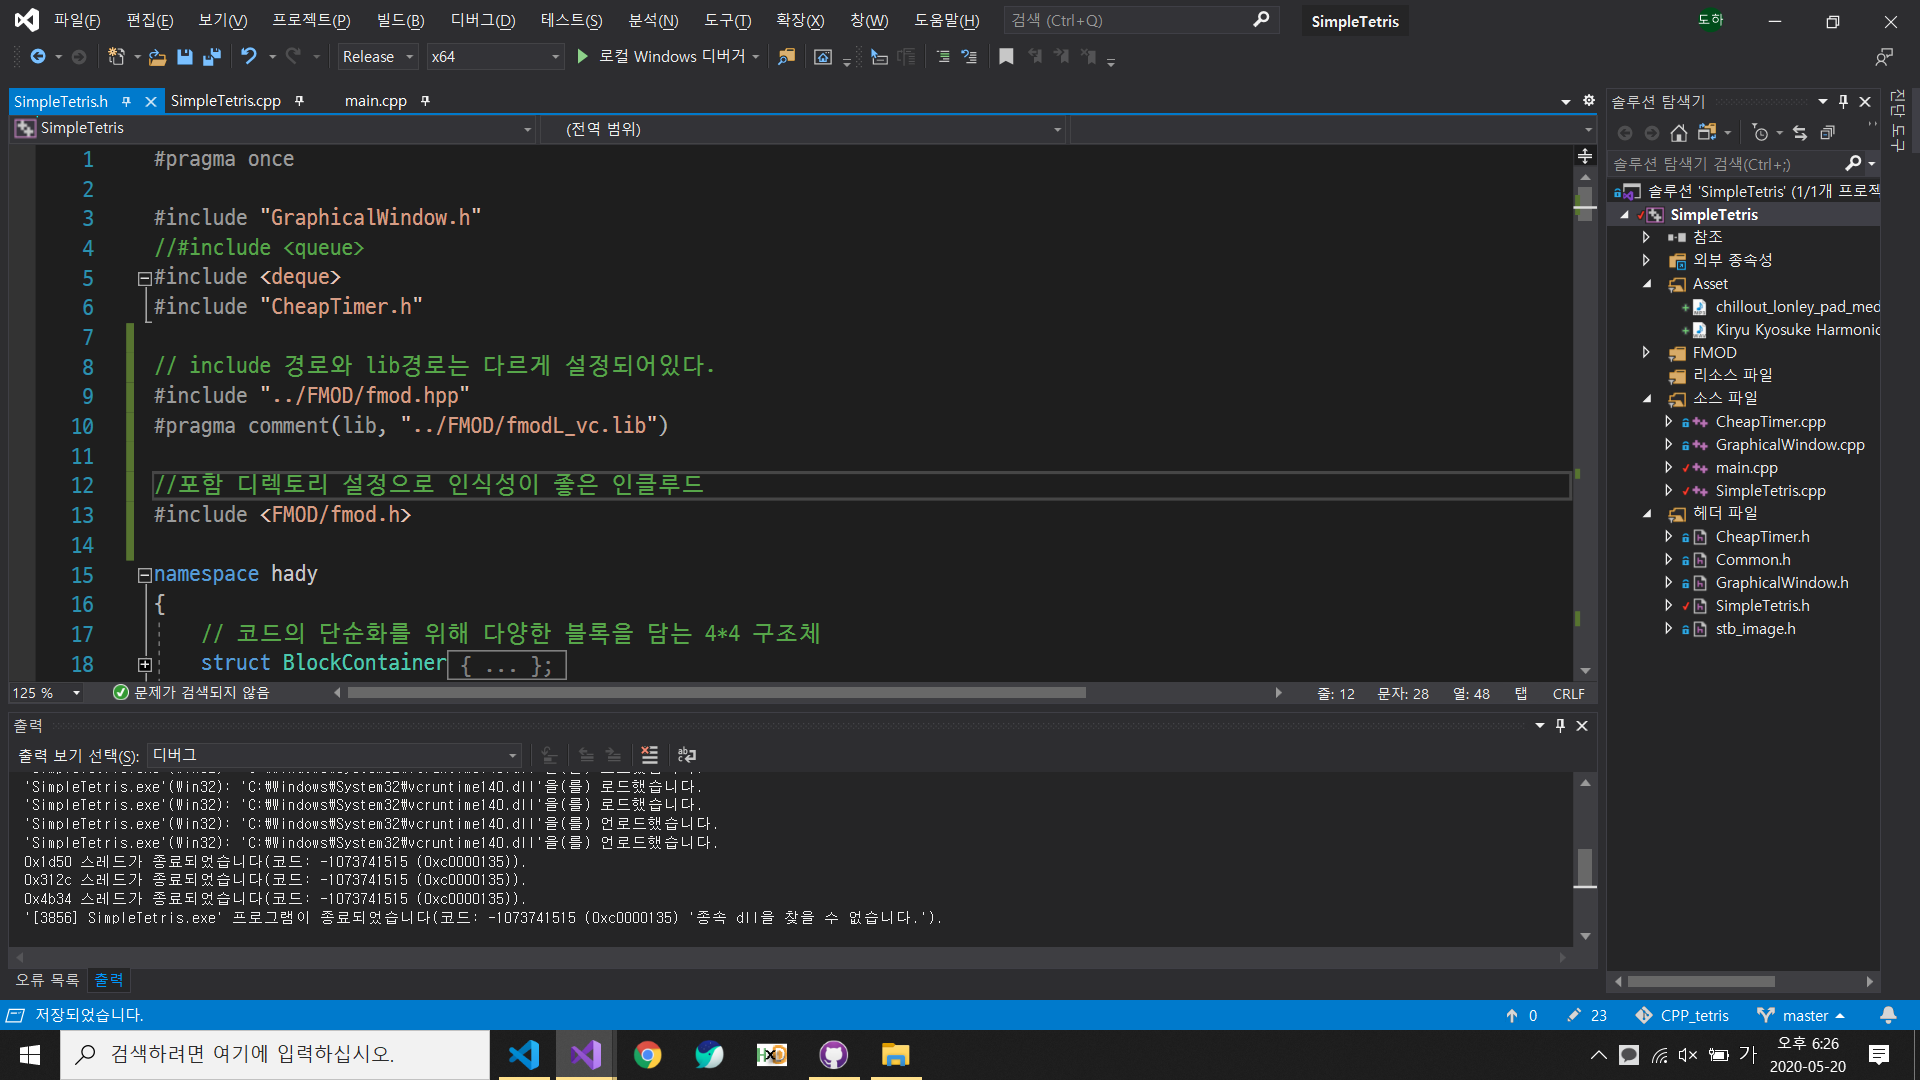 파일(F) 편집(E) 보기(V) 프로젝트(P) 빌드(B) 디버그(D) 테스트(S) 분석(N) 도구(T) 확장(X) 창(W) 도움말(H) 검색 (Ctrl+Q) SimpleTetris 도하
Release x64 로컬 Windows 디버거
SimpleTetris.h SimpleTetris.cpp main.cpp
SimpleTetris (전역 범위)
1 #pragma once
2
3 #include "GraphicalWindow.h"
4 //#include <queue>
5 #include <deque>
6 #include "CheapTimer.h"
7
8 // include 경로와 lib경로는 다르게 설정되어있다.
9 #include "../FMOD/fmod.hpp"
10 #pragma comment(lib, "../FMOD/fmodL_vc.lib")
11
12 //포함 디렉토리 설정으로 인식성이 좋은 인클루드
13 #include <FMOD/fmod.h>
14
15 namespace hady
16 {
17 // 코드의 단순화를 위해 다양한 블록을 담는 4*4 구조체
18 struct BlockContainer { ... };
125 % 문제가 검색되지 않음 줄: 12 문자: 28 열: 48 탭 CRLF
출력
출력 보기 선택(S): 디버그
'SimpleTetris.exe'(Win32): 'C:₩Windows₩System32₩vcruntime140.dll'을(를) 로드했습니다.
'SimpleTetris.exe'(Win32): 'C:₩Windows₩System32₩vcruntime140.dll'을(를) 로드했습니다.
'SimpleTetris.exe'(Win32): 'C:₩Windows₩System32₩vcruntime140.dll'을(를) 언로드했습니다.
'SimpleTetris.exe'(Win32): 'C:₩Windows₩System32₩vcruntime140.dll'을(를) 언로드했습니다.
0x1d50 스레드가 종료되었습니다(코드: -1073741515 (0xc0000135)).
0x312c 스레드가 종료되었습니다(코드: -1073741515 (0xc0000135)).
0x4b34 스레드가 종료되었습니다(코드: -1073741515 (0xc0000135)).
'[3856] SimpleTetris.exe' 프로그램이 종료되었습니다(코드: -1073741515 (0xc0000135) '종속 dll을 찾을 수 없습니다.').
오류 목록 출력
솔루션 탐색기
솔루션 탐색기 검색(Ctrl+;)
솔루션 'SimpleTetris' (1/1개 프로젝
SimpleTetris
참조
외부 종속성
Asset
chillout_lonley_pad_med
Kiryu Kyosuke Harmonic
FMOD
리소스 파일
소스 파일
CheapTimer.cpp
GraphicalWindow.cpp
main.cpp
SimpleTetris.cpp
헤더 파일
CheapTimer.h
Common.h
GraphicalWindow.h
SimpleTetris.h
stb_image.h
진단 도구
저장되었습니다. 0 23 CPP_tetris master
검색하려면 여기에 입력하십시오. 가 오후 6:26
2020-05-20